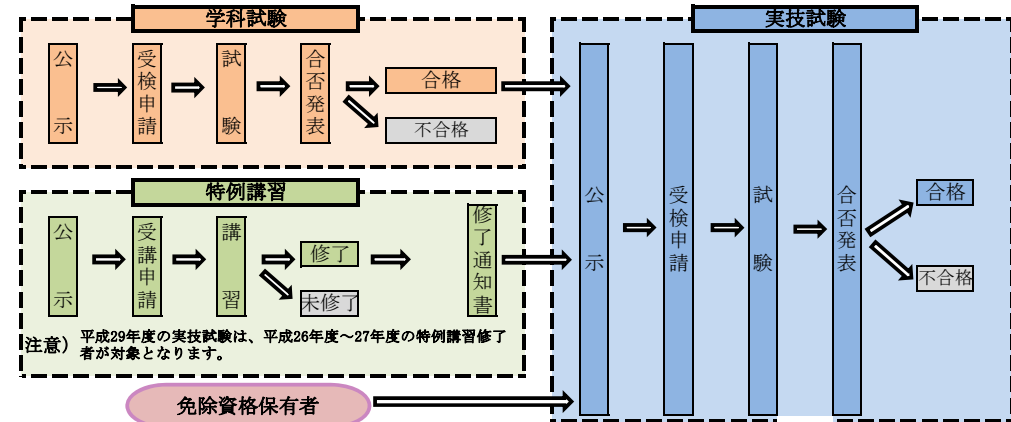 学科試験
公示
受検申請
試験
合否発表
合格
不合格
特例講習
公示
受講申請
講習
修了
未修了
修了通知書
注意）平成29年度の実技試験は、平成26年度～27年度の特例講習修了
者が対象となります。
免除資格保有者
実技試験
公示
受検申請
試験
合否発表
合格
不合格